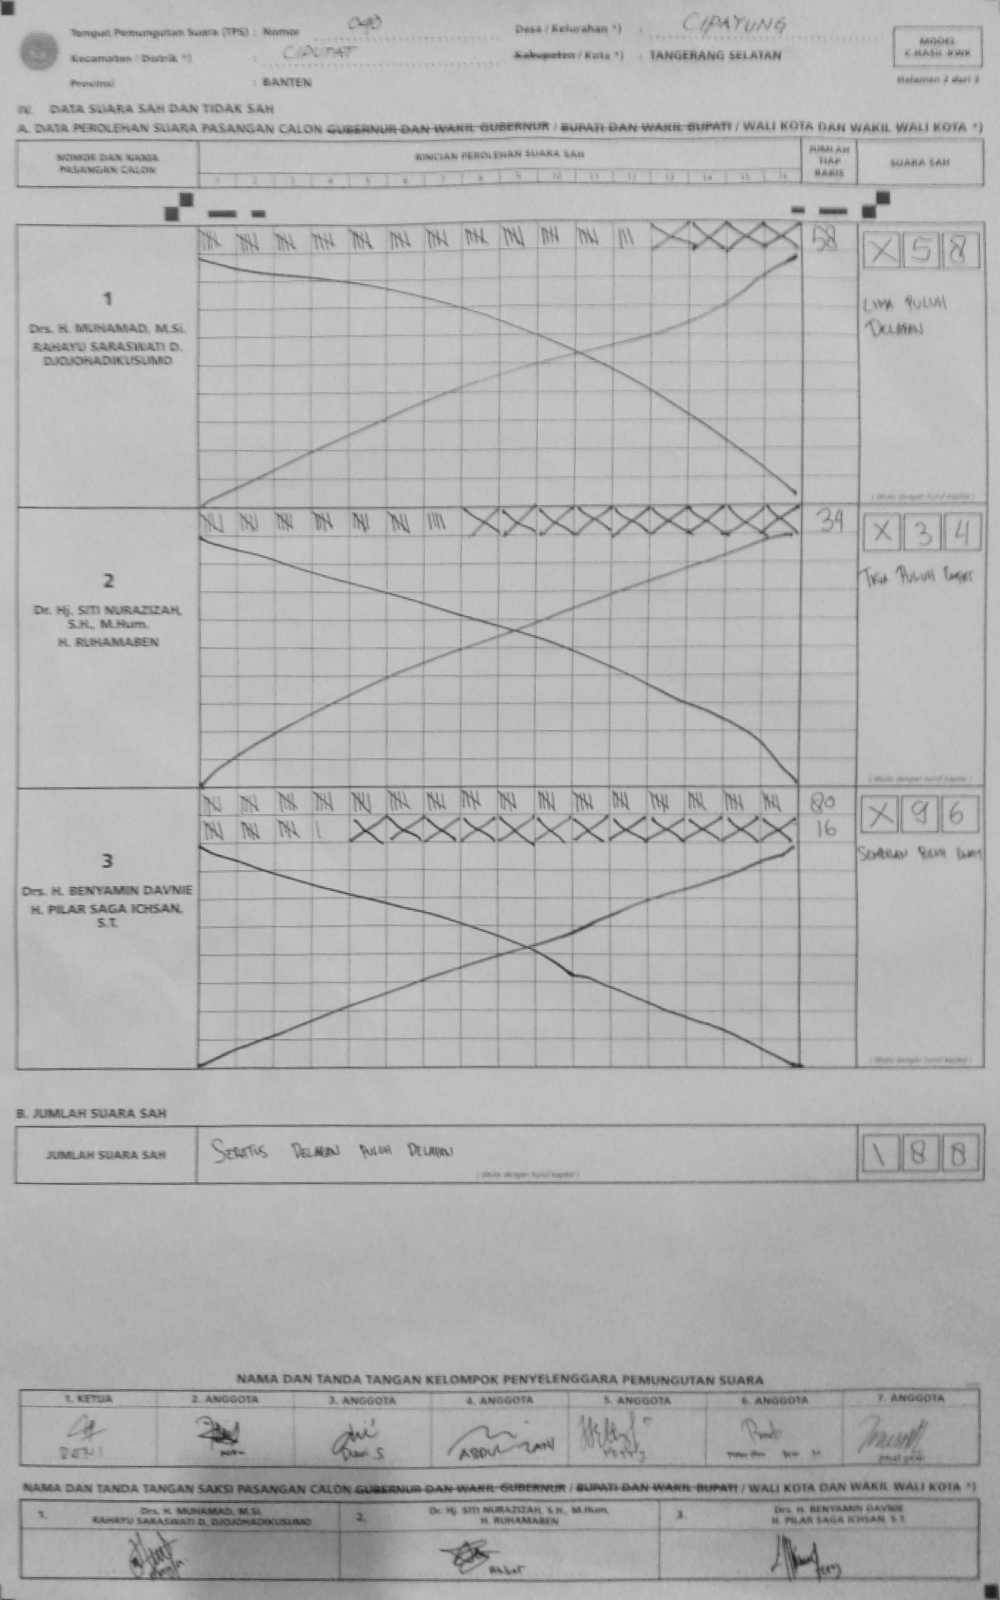 Tempat Pemungutan Suara (TPS) : Nomor
Desa / Kelurahan *) : CIPAYUNG
Kecamatan / Distrik *) : CIPUTAT
Kabupaten / Kota *) : TANGERANG SELATAN
Provinsi : BANTEN
MODEL
C.HASIL-KWK
Halaman 2 dari 3
IV. DATA SUARA SAH DAN TIDAK SAH
A. DATA PEROLEHAN SUARA PASANGAN CALON GUBERNUR DAN WAKIL GUBERNUR / BUPATI DAN WAKIL BUPATI / WALI KOTA DAN WAKIL WALI KOTA *)
NOMOR DAN NAMA
PASANGAN CALON
RINCIAN PEROLEHAN SUARA SAH
JUMLAH
TIAP
BARIS
SUARA SAH
1 2 3 4 5 6 7 8 9 10 11 12 13 14 15 16
58
X 5 8
1
Drs. H. MUHAMAD, M.Si.
RAHAYU SARASWATI D.
DJOJOHADIKUSUMO
LIMA PULUH
DELAPAN
(ditulis dengan huruf kapital)
34
X 3 4
2
Dr. Hj. SITI NURAZIZAH,
S.H., M.Hum.
H. RUHAMABEN
TIGA PULUH EMPAT
(ditulis dengan huruf kapital)
80
16
X 9 6
3
Drs. H. BENYAMIN DAVNIE
H. PILAR SAGA ICHSAN,
S.T.
SEMBILAN PULUH ENAM
(ditulis dengan huruf kapital)
B. JUMLAH SUARA SAH
JUMLAH SUARA SAH
SERATUS DELAPAN PULUH DELAPAN
(ditulis dengan huruf kapital)
1 8 8
NAMA DAN TANDA TANGAN KELOMPOK PENYELENGGARA PEMUNGUTAN SUARA
1. KETUA 2. ANGGOTA 3. ANGGOTA 4. ANGGOTA 5. ANGGOTA 6. ANGGOTA 7. ANGGOTA
DENI
NAMA DAN TANDA TANGAN SAKSI PASANGAN CALON GUBERNUR DAN WAKIL GUBERNUR / BUPATI DAN WAKIL BUPATI / WALI KOTA DAN WAKIL WALI KOTA *)
1. Drs. H. MUHAMAD, M.Si.
RAHAYU SARASWATI D. DJOJOHADIKUSUMO
2. Dr. Hj. SITI NURAZIZAH, S.H., M.Hum.
H. RUHAMABEN
3. Drs. H. BENYAMIN DAVNIE
H. PILAR SAGA ICHSAN, S.T.